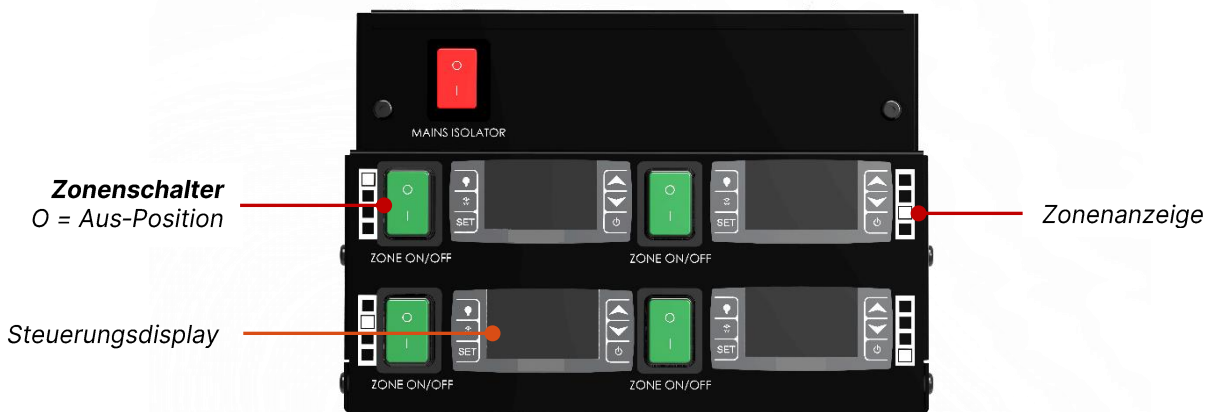 MAINS ISOLATOR
Zonenschalter
O = Aus-Position
Zonenanzeige
SET
SET
ZONE ON/OFF
ZONE ON/OFF
Steuerungsdisplay
SET
SET
ZONE ON/OFF
ZONE ON/OFF